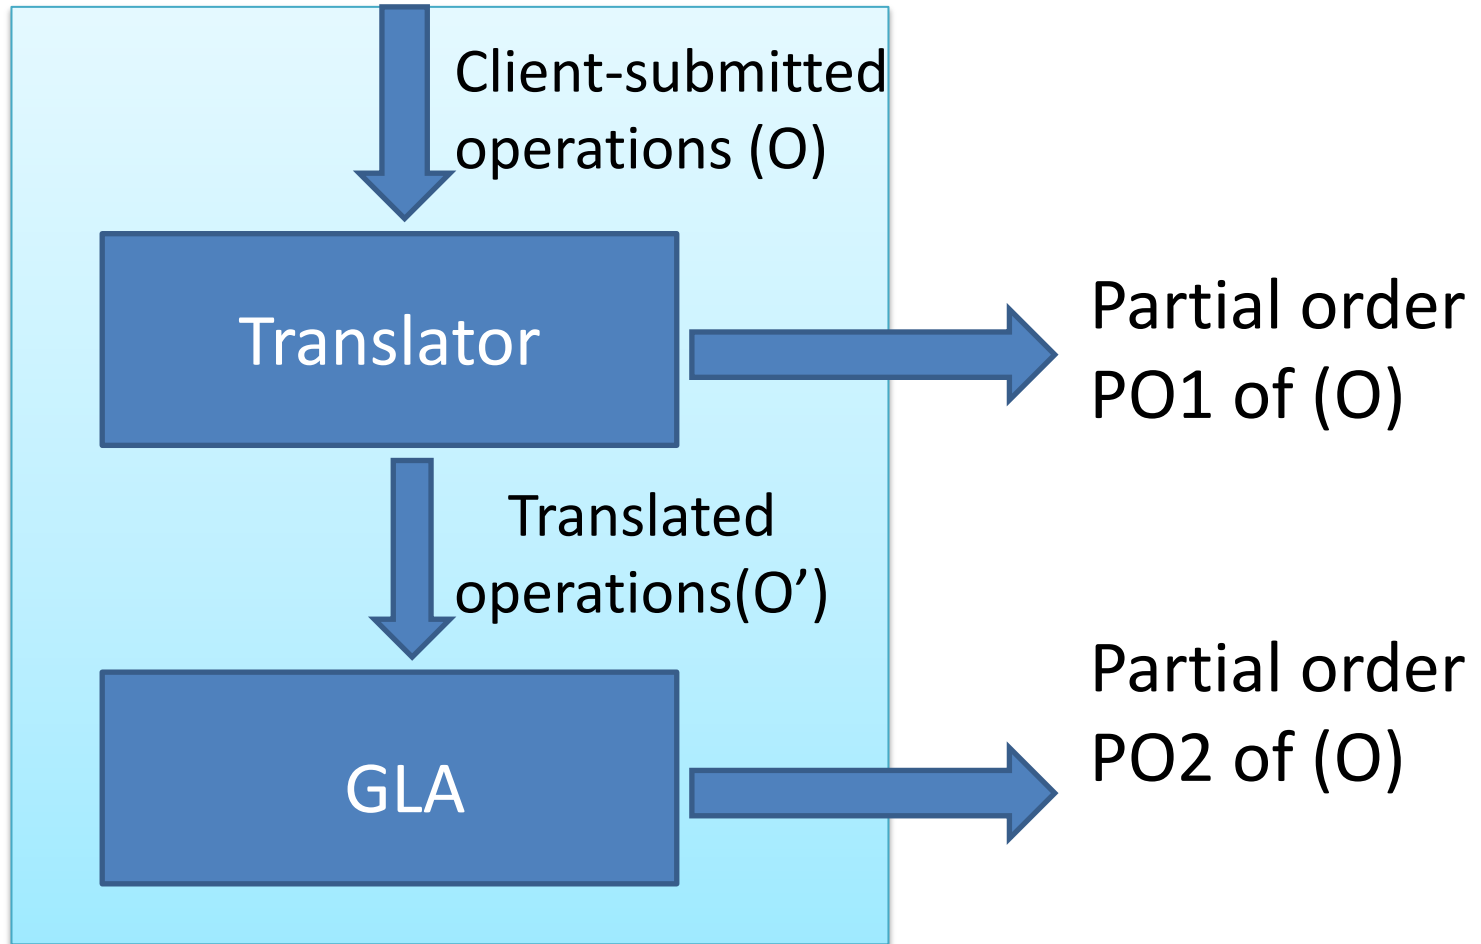 Client-submitted
operations (O)
Translator
Partial order
PO1 of (O)
Translated
operations(O’)
Partial order
PO2 of (O)
GLA